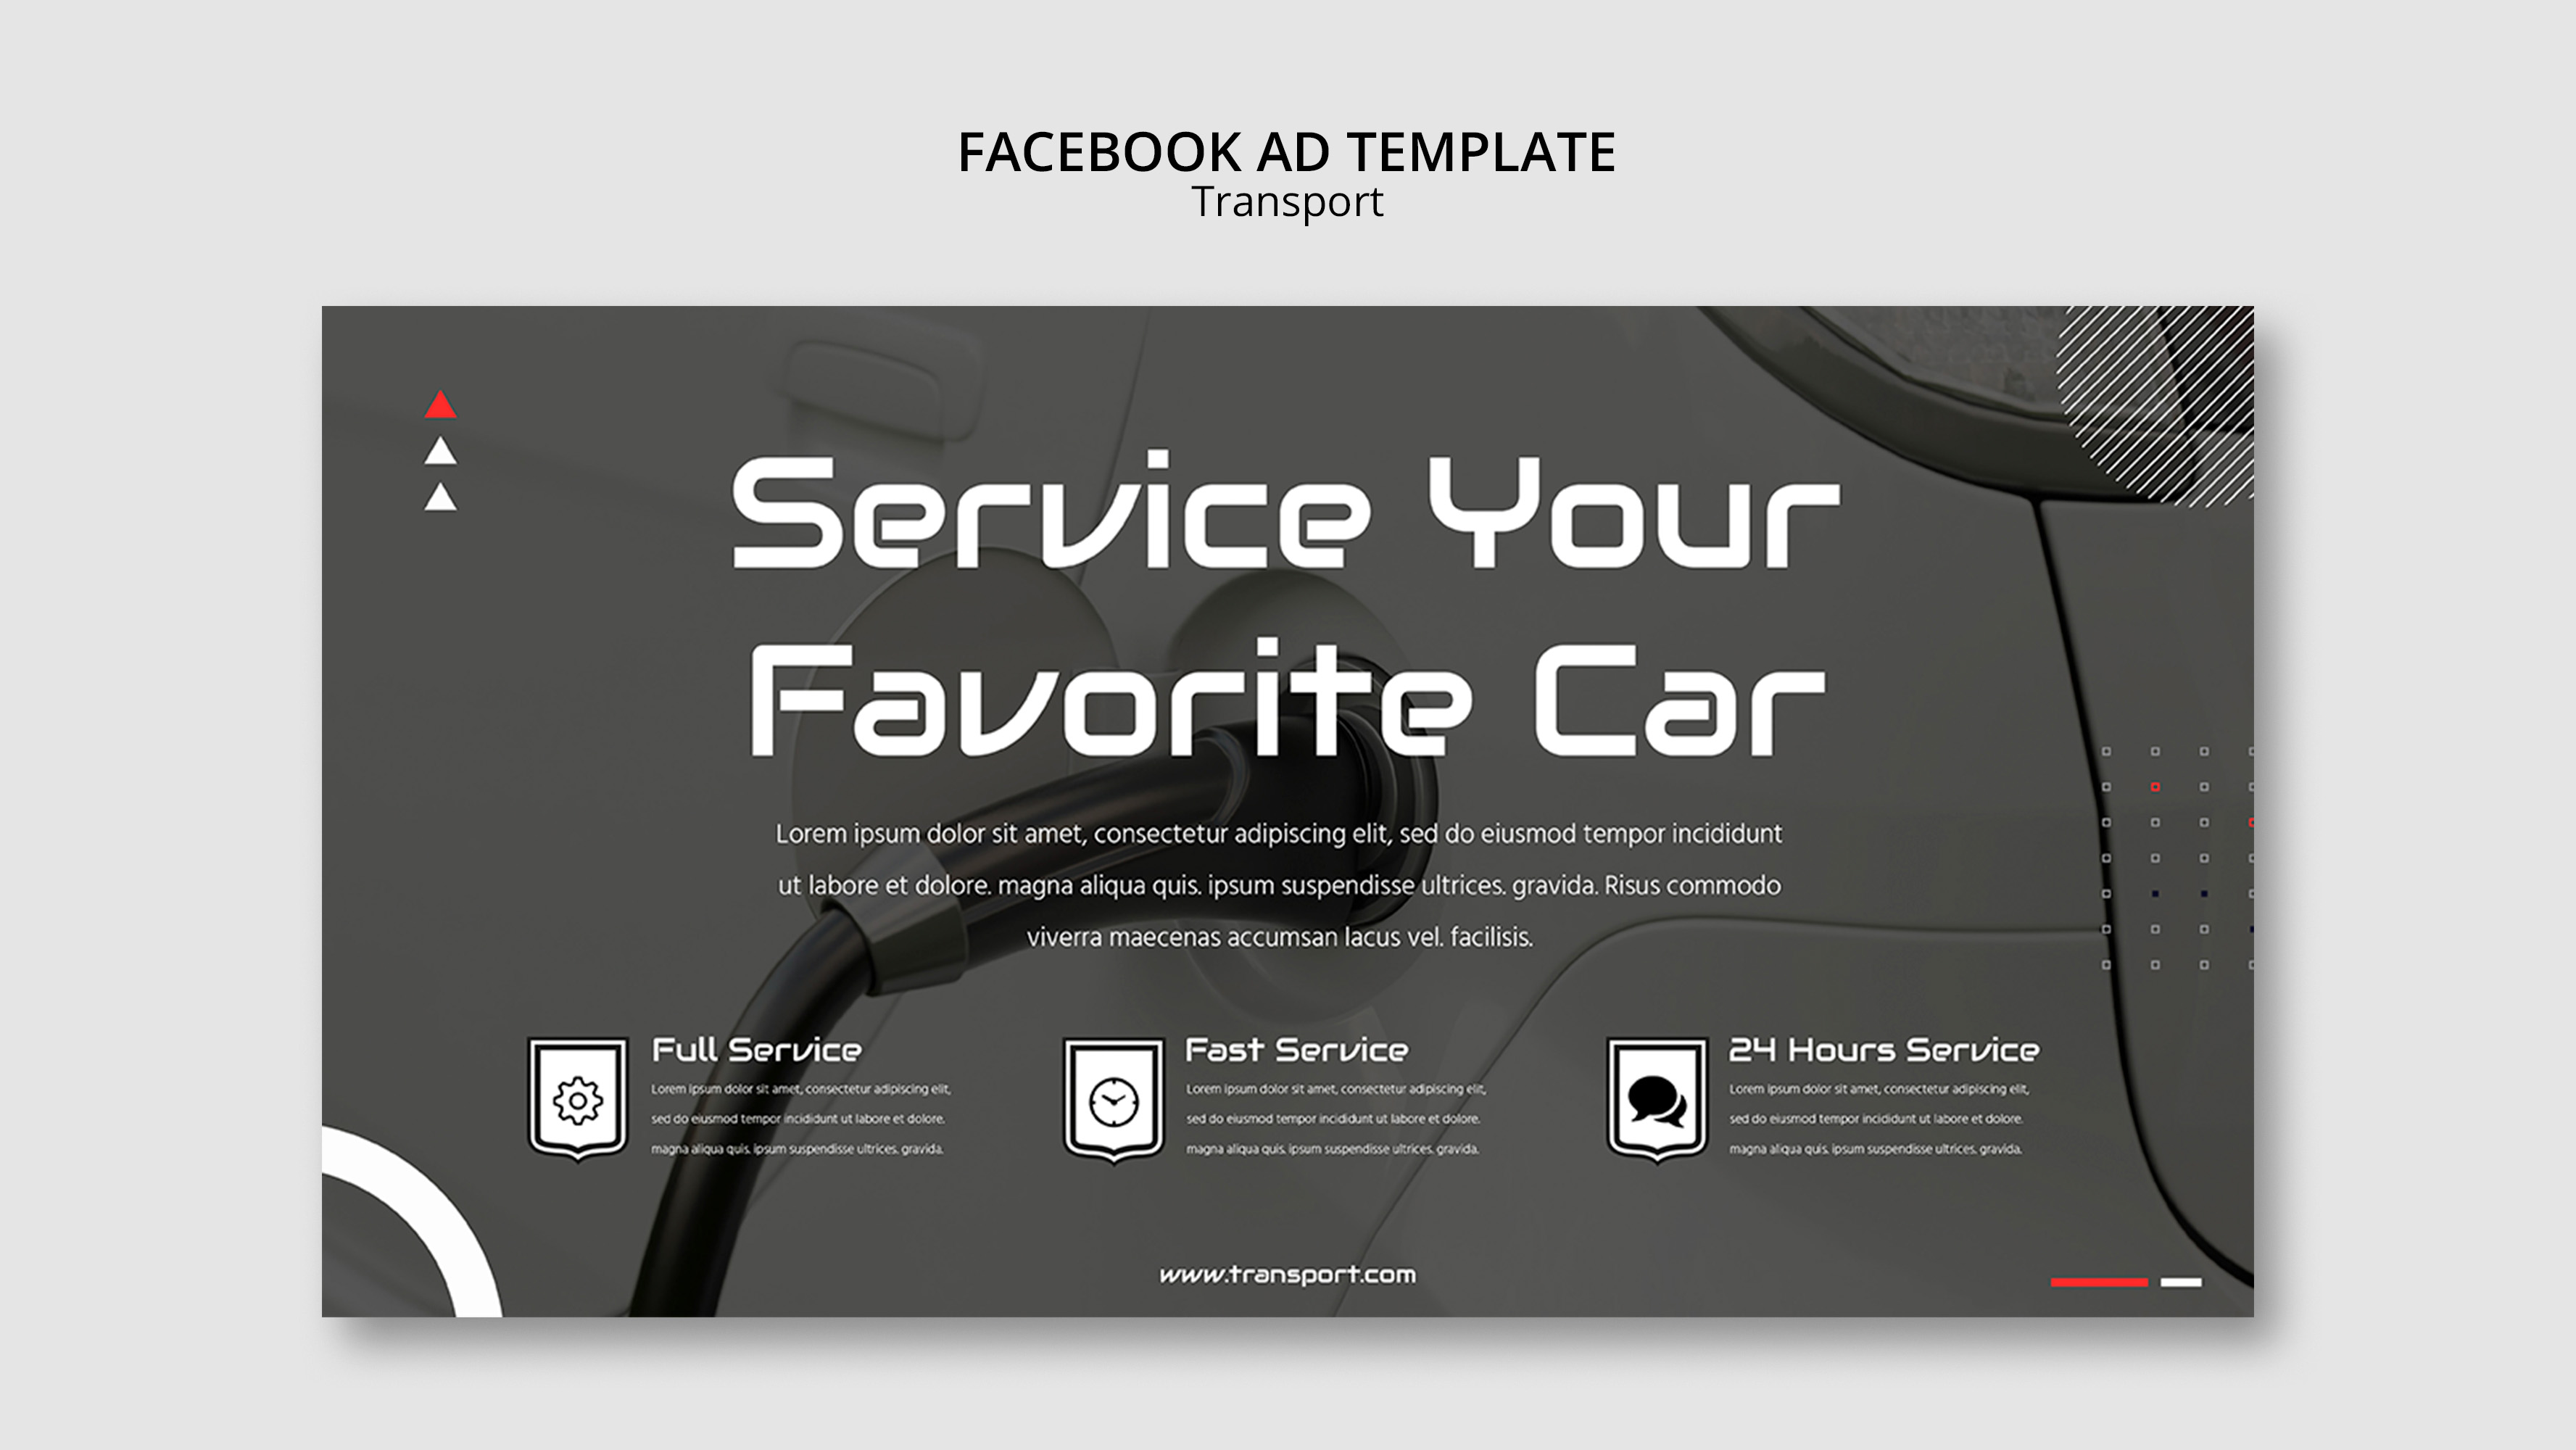 FACEBOOK AD TEMPLATE
Transport
Service Your
Favorite Car
Lorem ipsum dolor sit amet, consectetur adipiscing elit, sed do eiusmod tempor incididunt
ut labore et dolore. magna aliqua quis. ipsum suspendisse ultrices. gravida. Risus commodo
viverra maecenas accumsan lacus vel. facilisis.
Full Service
Lorem ipsum dolor sit amet, consectetur adipiscing elit,
sed do eiusmod tempor incididunt ut labore et dolore.
magna aliqua quis. ipsum suspendisse ultrices. gravida.
Fast Service
Lorem ipsum dolor sit amet, consectetur adipiscing elit,
sed do eiusmod tempor incididunt ut labore et dolore.
magna aliqua quis. ipsum suspendisse ultrices. gravida.
24 Hours Service
Lorem ipsum dolor sit amet, consectetur adipiscing elit,
sed do eiusmod tempor incididunt ut labore et dolore.
magna aliqua quis. ipsum suspendisse ultrices. gravida.
www.transport.com